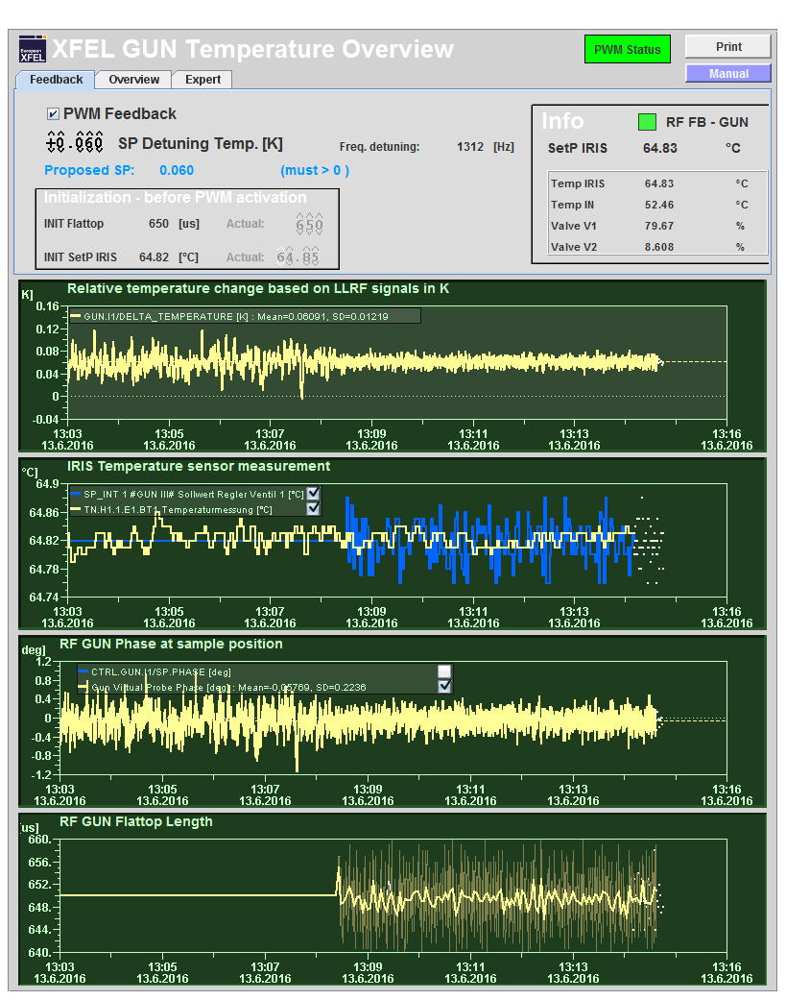 European XFEL XFEL GUN Temperature Overview PWM Status Print
Manual
Feedback Overview Expert
PWM Feedback
+0.060 SP Detuning Temp. [K] Freq. detuning: 1312 [Hz]
Proposed SP: 0.060 (must > 0 )
Initialization - before PWM activation
INIT Flattop 650 [us] Actual: 650
INIT SetP IRIS 64.82 [°C] Actual: 64.85
Info RF FB - GUN
SetP IRIS 64.83 °C
Temp IRIS 64.83 °C
Temp IN 52.46 °C
Valve V1 79.67 %
Valve V2 8.608 %
Relative temperature change based on LLRF signals in K
K]
0.16
GUN.I1/DELTA_TEMPERATURE [K] : Mean=0.06091, SD=0.01219
0.12
0.08
0.04
0
-0.04
13:03 13:05 13:07 13:09 13:11 13:13 13:16
13.6.2016 13.6.2016 13.6.2016 13.6.2016 13.6.2016 13.6.2016 13.6.2016
IRIS Temperature sensor measurement
°C]
64.9
SP_INT 1 #GUN III# Sollwert Regler Ventil 1 [°C]
TN.H1.1.E1.BT1 Temperaturmessung [°C]
64.86
64.82
64.78
64.74
13:03 13:05 13:07 13:09 13:11 13:13 13:16
13.6.2016 13.6.2016 13.6.2016 13.6.2016 13.6.2016 13.6.2016 13.6.2016
RF GUN Phase at sample position
deg]
1.2
CTRL.GUN.I1/SP.PHASE [deg]
Gun Virtual Probe Phase [deg] : Mean=-0.05769, SD=0.2236
0.8
0.4
0
-0.4
-0.8
-1.2
13:03 13:05 13:07 13:09 13:11 13:13 13:16
13.6.2016 13.6.2016 13.6.2016 13.6.2016 13.6.2016 13.6.2016 13.6.2016
RF GUN Flattop Length
us]
660.
656.
652.
648.
644.
640.
13:03 13:05 13:07 13:09 13:11 13:13 13:16
13.6.2016 13.6.2016 13.6.2016 13.6.2016 13.6.2016 13.6.2016 13.6.2016